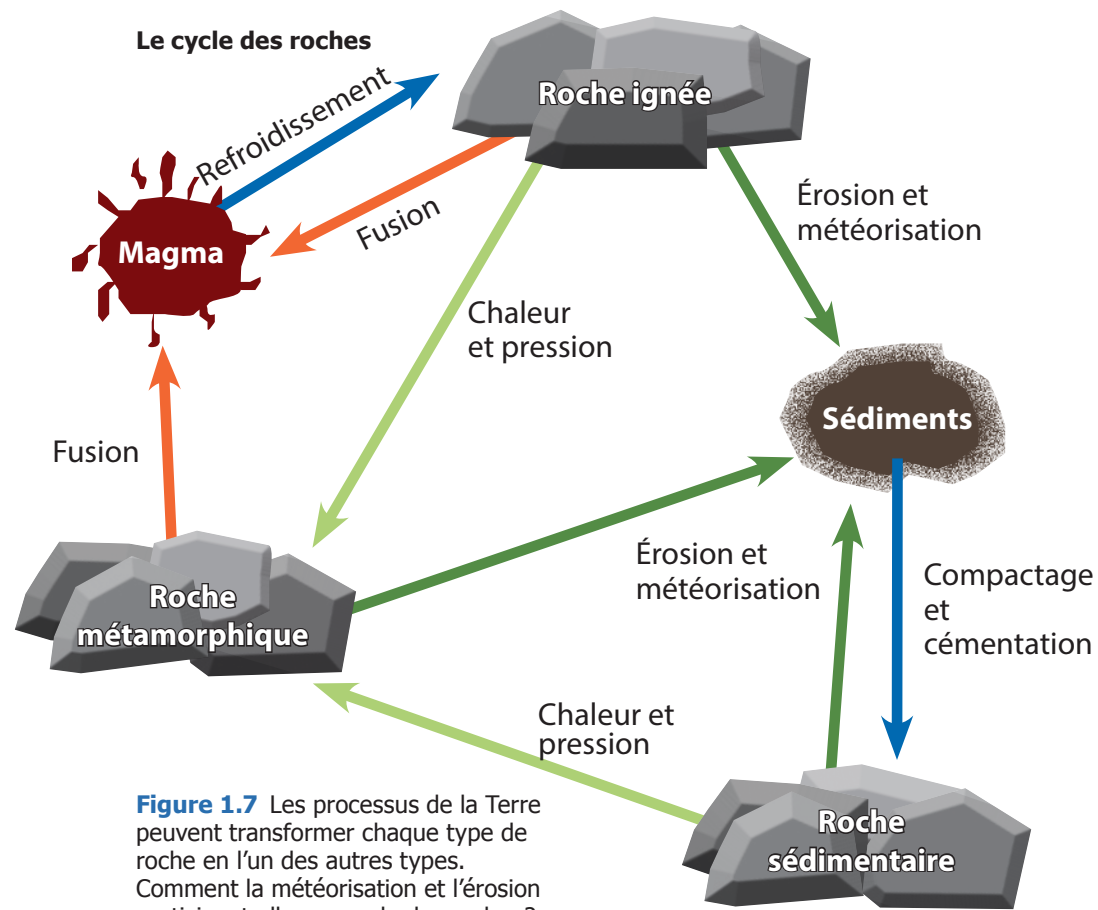 Le cycle des roches
Roche ignée
Refroidissement
Fusion
Magma
Érosion et
météorisation
Chaleur
et pression
Sédiments
Fusion
Érosion et
météorisation
Compactage
et
cémentation
Roche
métamorphique
Chaleur et
pression
Roche
sédimentaire
Figure 1.7 Les processus de la Terre
peuvent transformer chaque type de
roche en l’un des autres types.
Comment la météorisation et l’érosion